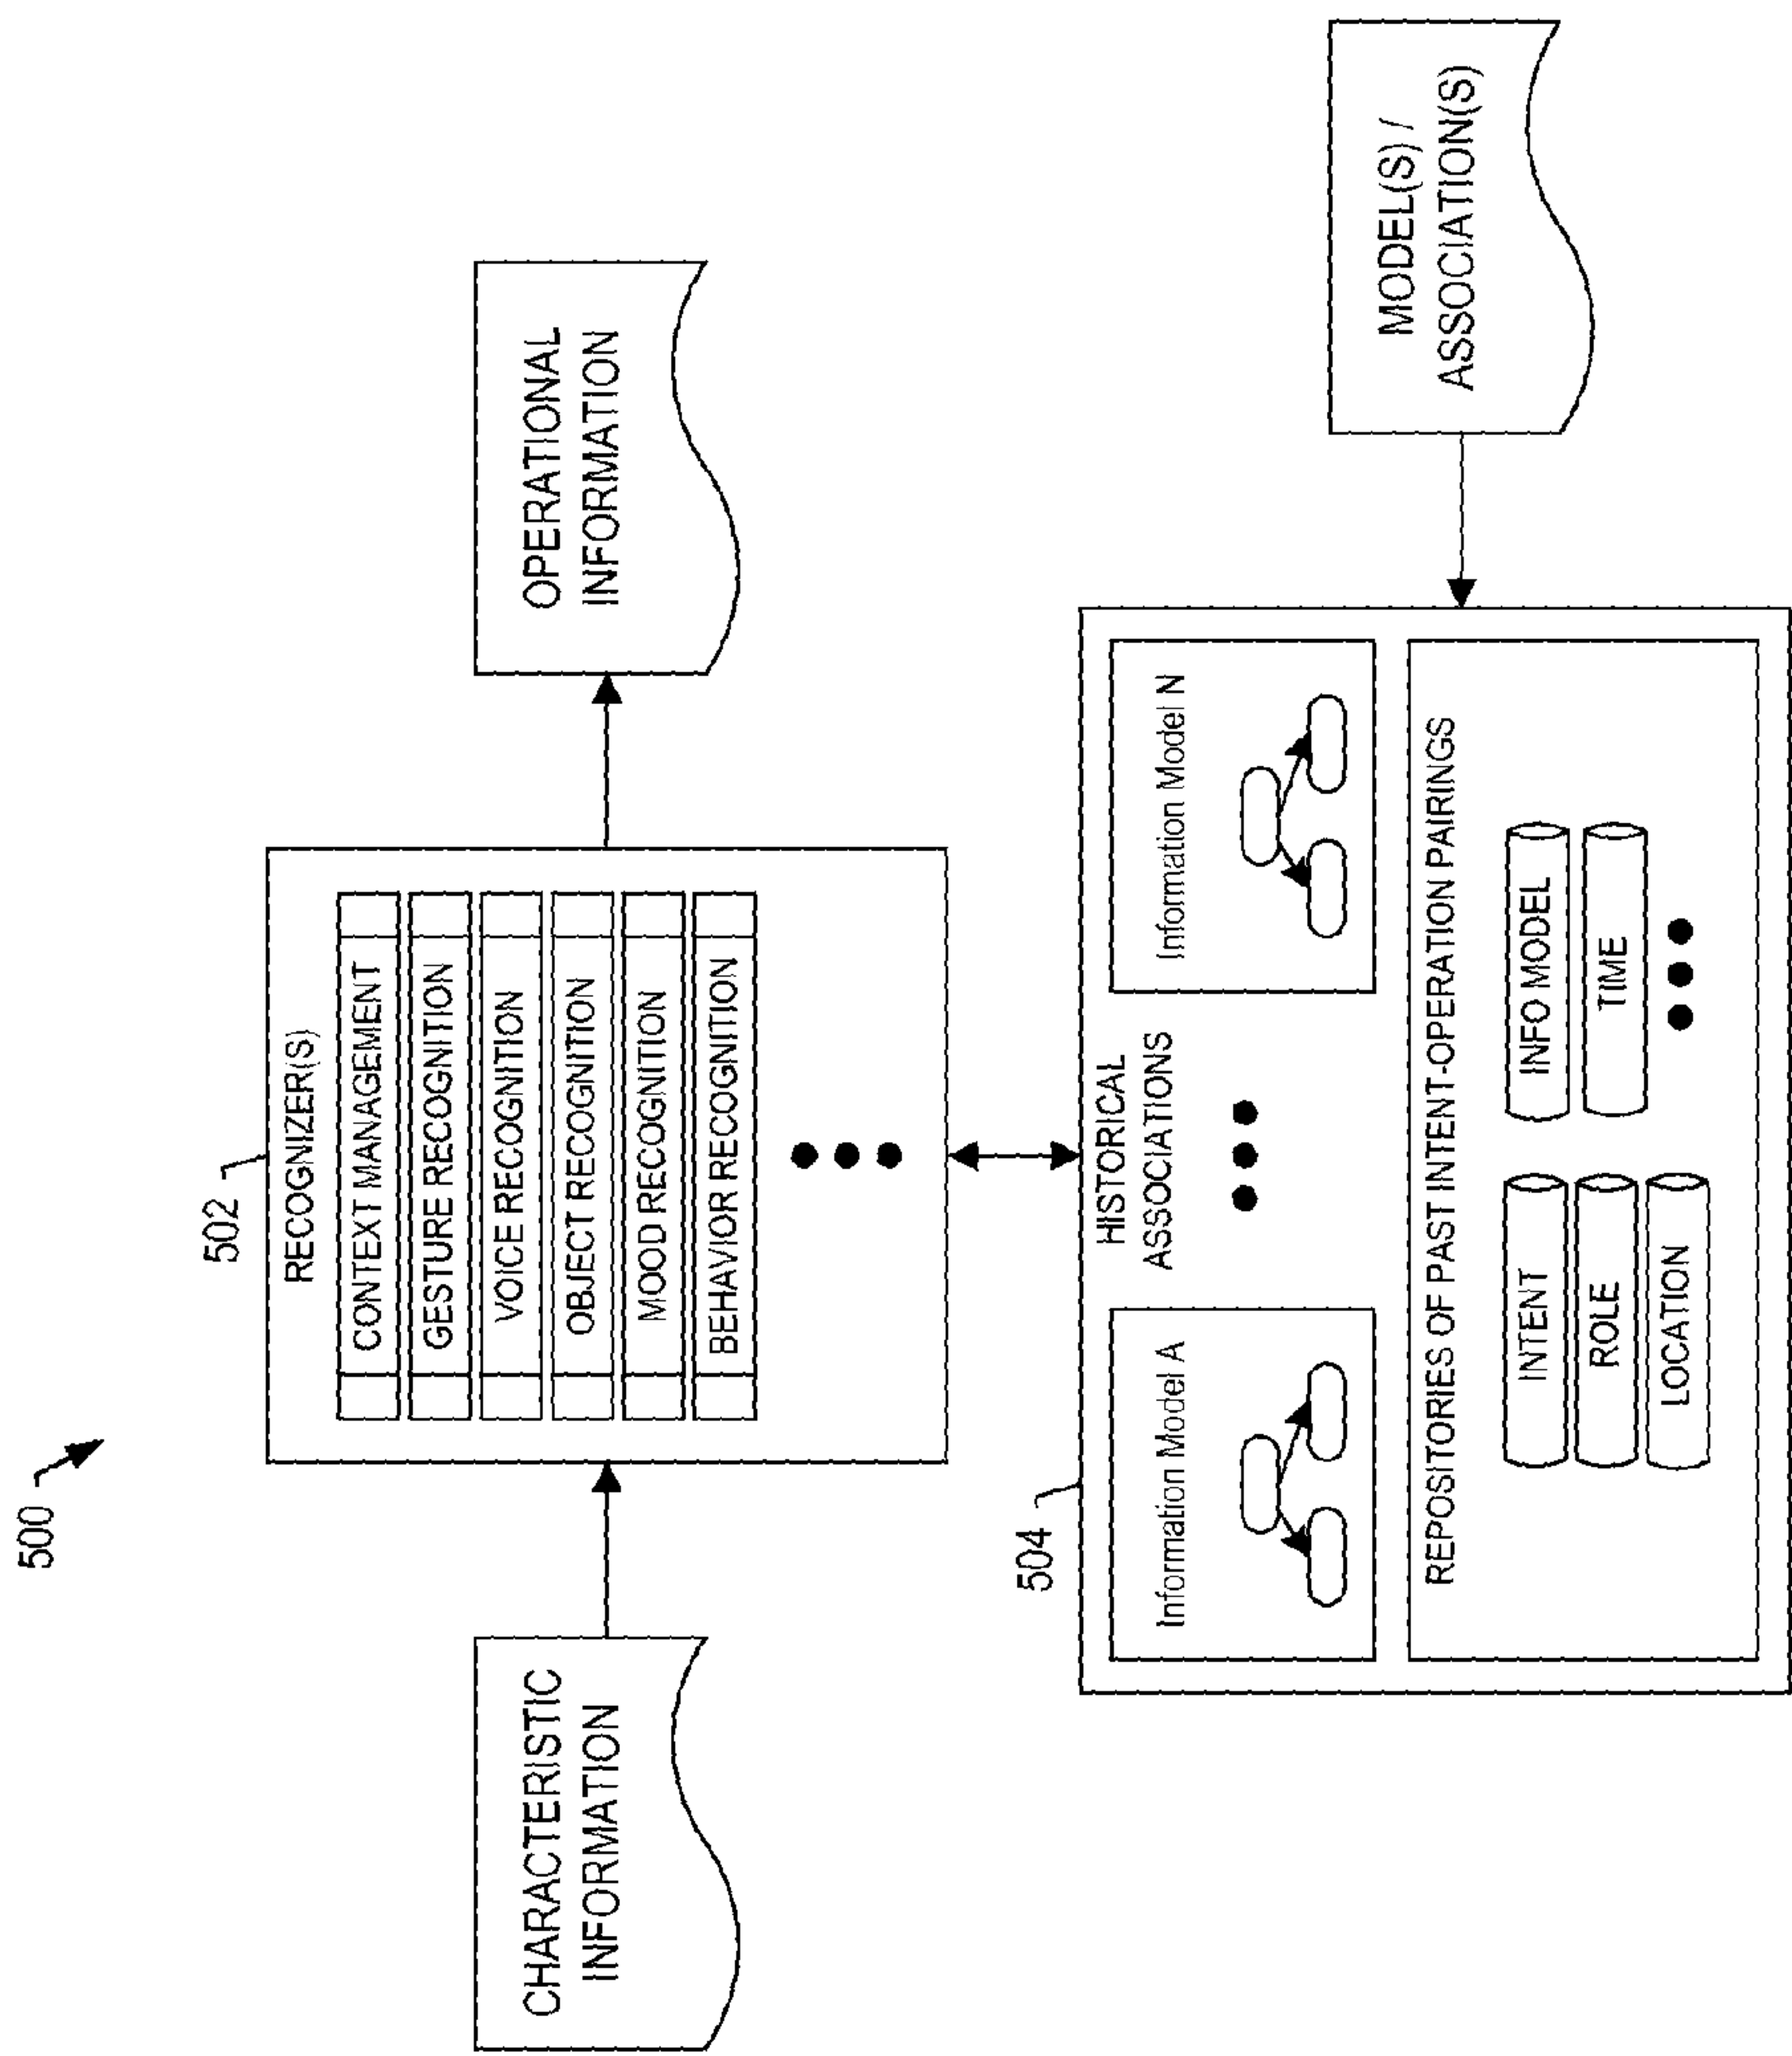 500
502
RECOGNIZER(S)
CONTEXT MANAGEMENT
GESTURE RECOGNITION
VOICE RECOGNITION
OBJECT RECOGNITION
MOOD RECOGNITION
BEHAVIOR RECOGNITION
CHARACTERISTIC
INFORMATION
OPERATIONAL
INFORMATION
504
HISTORICAL
ASSOCIATIONS
Information Model A
Information Model N
REPOSITORIES OF PAST INTENT-OPERATION PAIRINGS
INTENT
ROLE
LOCATION
INFO MODEL
TIME
MODEL(S) /
ASSOCIATION(S)